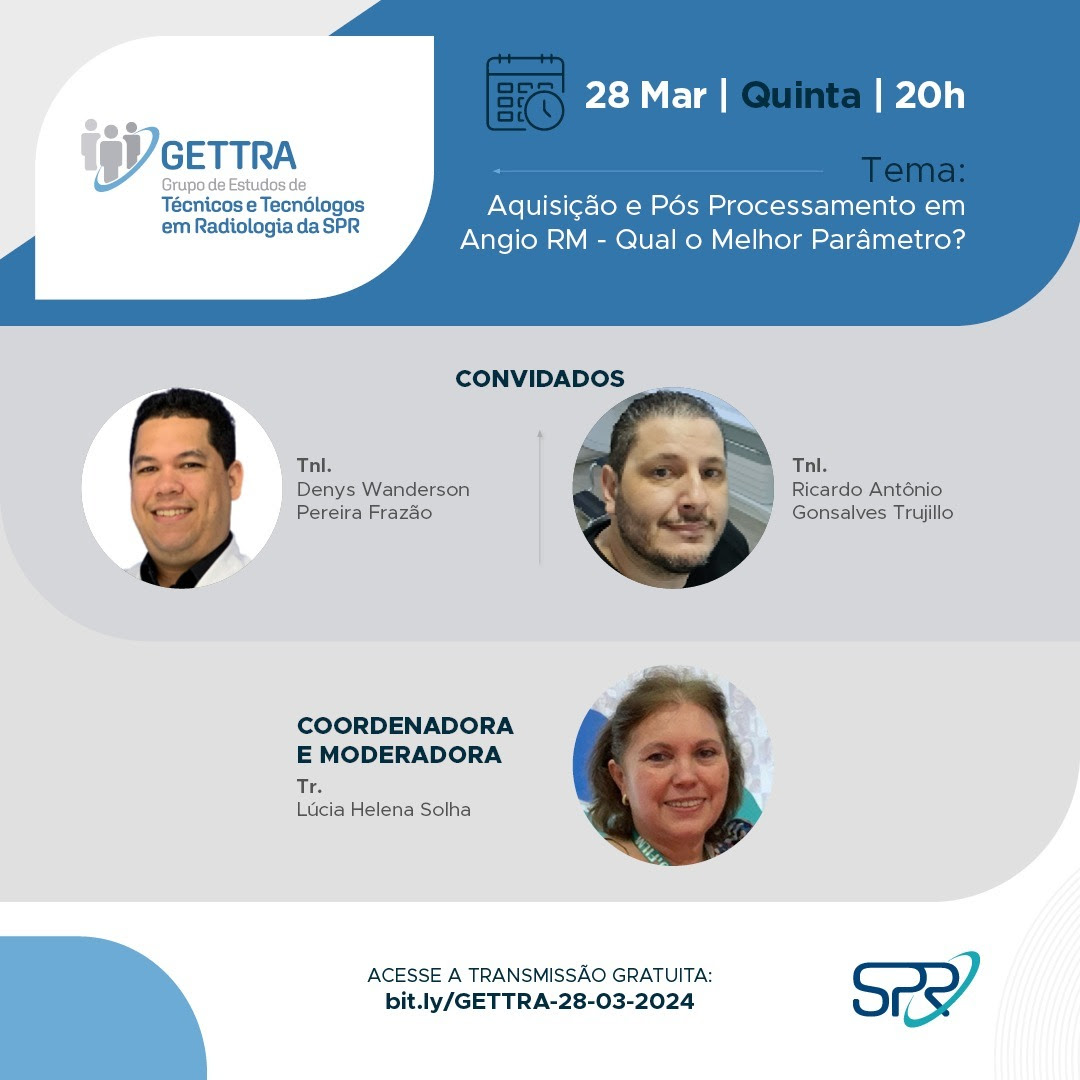 GETTRA
Grupo de Estudos de
Técnicos e Tecnólogos
em Radiologia da SPR
28 Mar | Quinta | 20h
Tema:
Aquisição e Pós Processamento em
Angio RM - Qual o Melhor Parâmetro?
CONVIDADOS
Tnl.
Denys Wanderson
Pereira Frazão
Tnl.
Ricardo Antônio
Gonsalves Trujillo
COORDENADORA
E MODERADORA
Tr.
Lúcia Helena Solha
ACESSE A TRANSMISSÃO GRATUITA:
bit.ly/GETTRA-28-03-2024
SPR